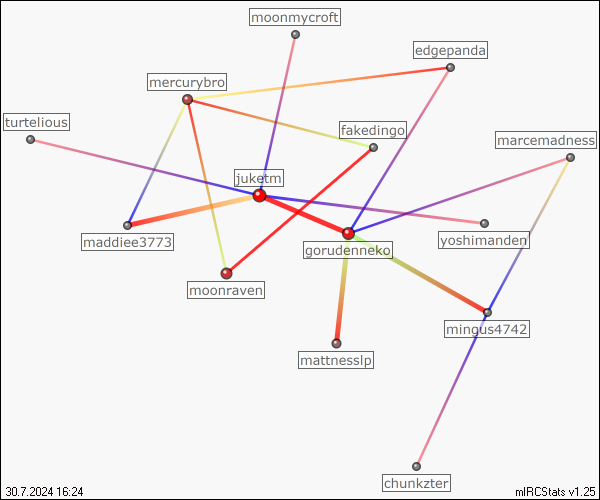 moonmycroft
edgepanda
mercurybro
turtelious
fakedingo
marcemadness
juketm
maddiee3773
yoshimanden
gorudenneko
moonraven
mingus4742
mattnesslp
chunkzter
30.7.2024 16:24
mIRCStats v1.25